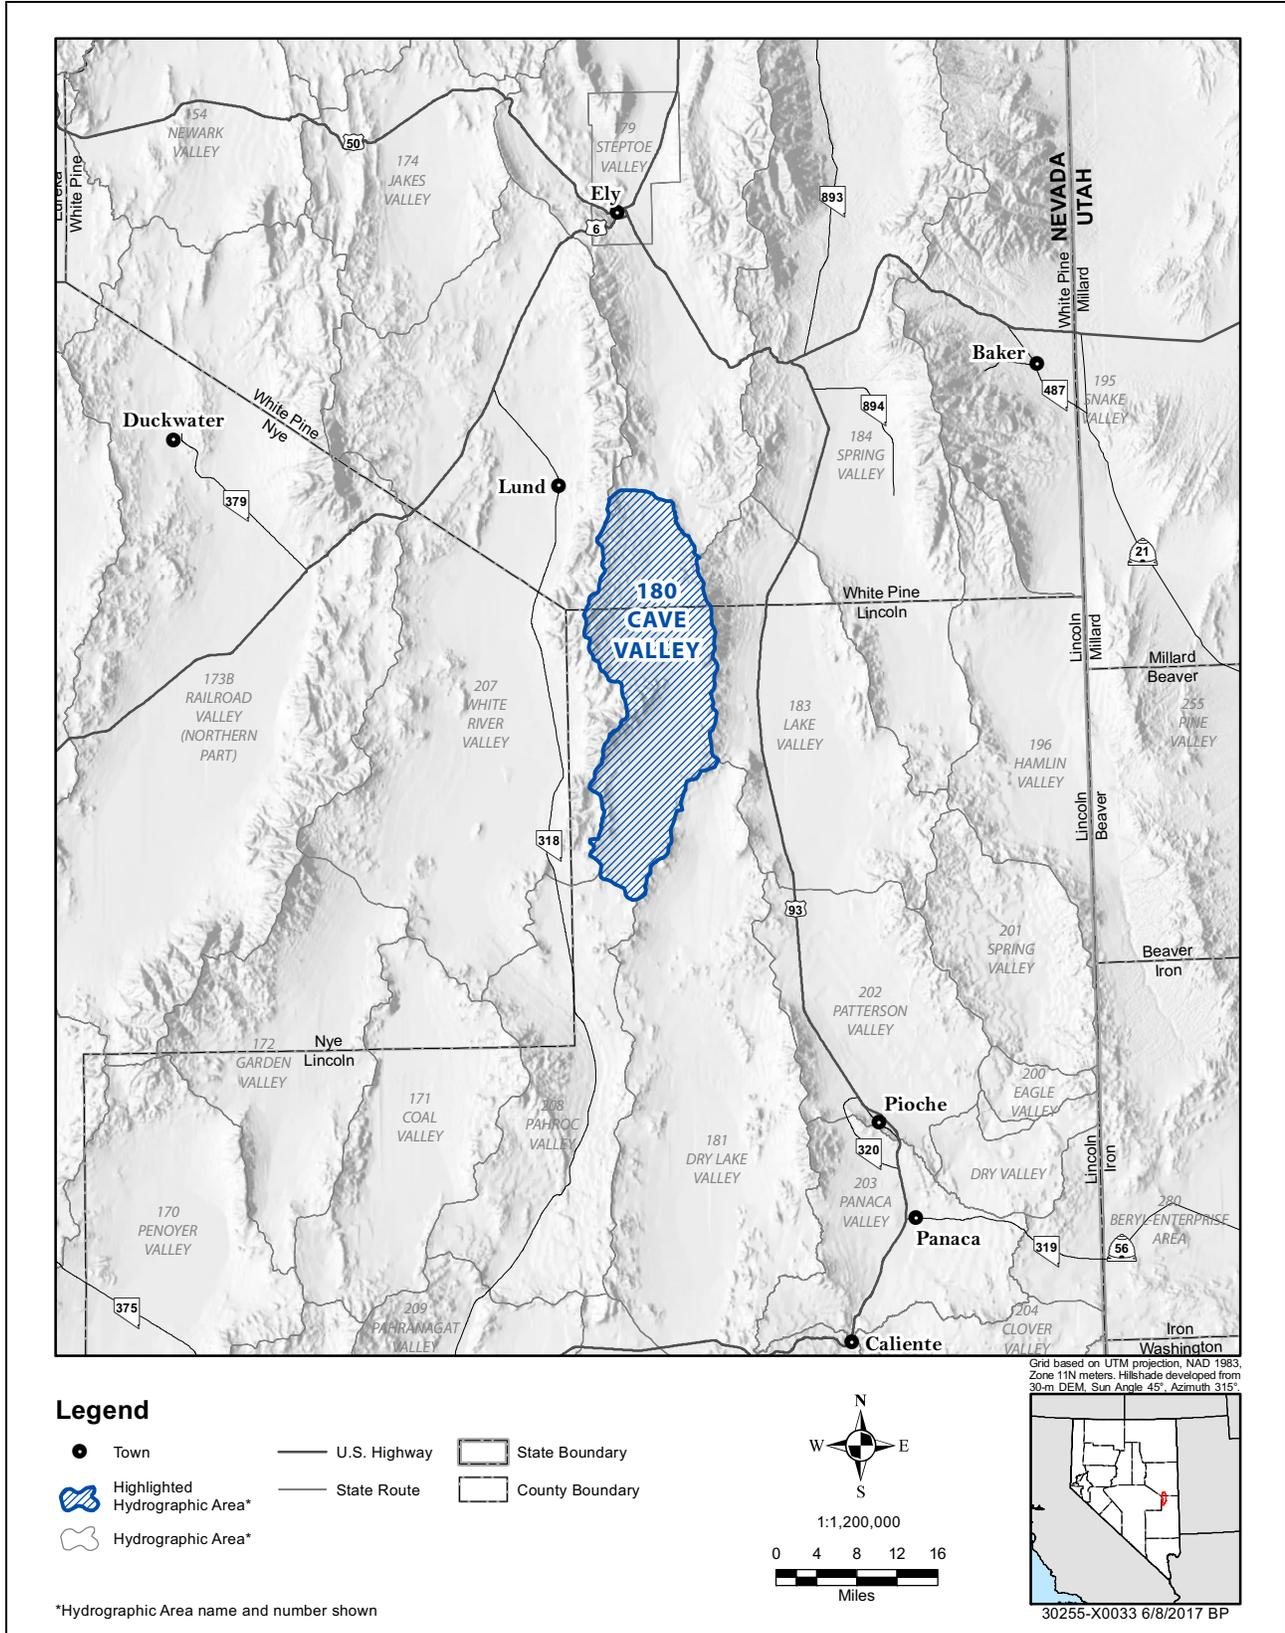 154
NEWARK
VALLEY
50
174
JAKES
VALLEY
179
STEPTOE
VALLEY
Ely
6
893
NEVADA
UTAH
Eureka
White Pine
White Pine
Millard
Baker
487
195
SNAKE
VALLEY
Duckwater
White Pine
Nye
379
Lund
894
184
SPRING
VALLEY
21
180
CAVE
VALLEY
White Pine
Lincoln
Lincoln
Millard
Millard
Beaver
173B
RAILROAD
VALLEY
(NORTHERN
PART)
207
WHITE
RIVER
VALLEY
183
LAKE
VALLEY
196
HAMLIN
VALLEY
255
PINE
VALLEY
Lincoln
Beaver
318
93
201
SPRING
VALLEY
Beaver
Iron
202
PATTERSON
VALLEY
Nye
Lincoln
172
GARDEN
VALLEY
171
COAL
VALLEY
208
PAHROC
VALLEY
181
DRY LAKE
VALLEY
200
EAGLE
VALLEY
Pioche
320
DRY VALLEY
Lincoln
Iron
203
PANACA
VALLEY
170
PENOYER
VALLEY
280
BERYL-ENTERPRISE
AREA
Panaca
319
56
375
209
PAHRANAGAT
VALLEY
204
CLOVER
VALLEY
Caliente
Iron
Washington
Grid based on UTM projection, NAD 1983,
Zone 11N meters. Hillshade developed from
30-m DEM, Sun Angle 45°, Azimuth 315°.
Legend
Town
Highlighted
Hydrographic Area*
Hydrographic Area*
U.S. Highway
State Route
State Boundary
County Boundary
N
W
E
S
1:1,200,000
0 4 8 12 16
Miles
*Hydrographic Area name and number shown
30255-X0033 6/8/2017 BP